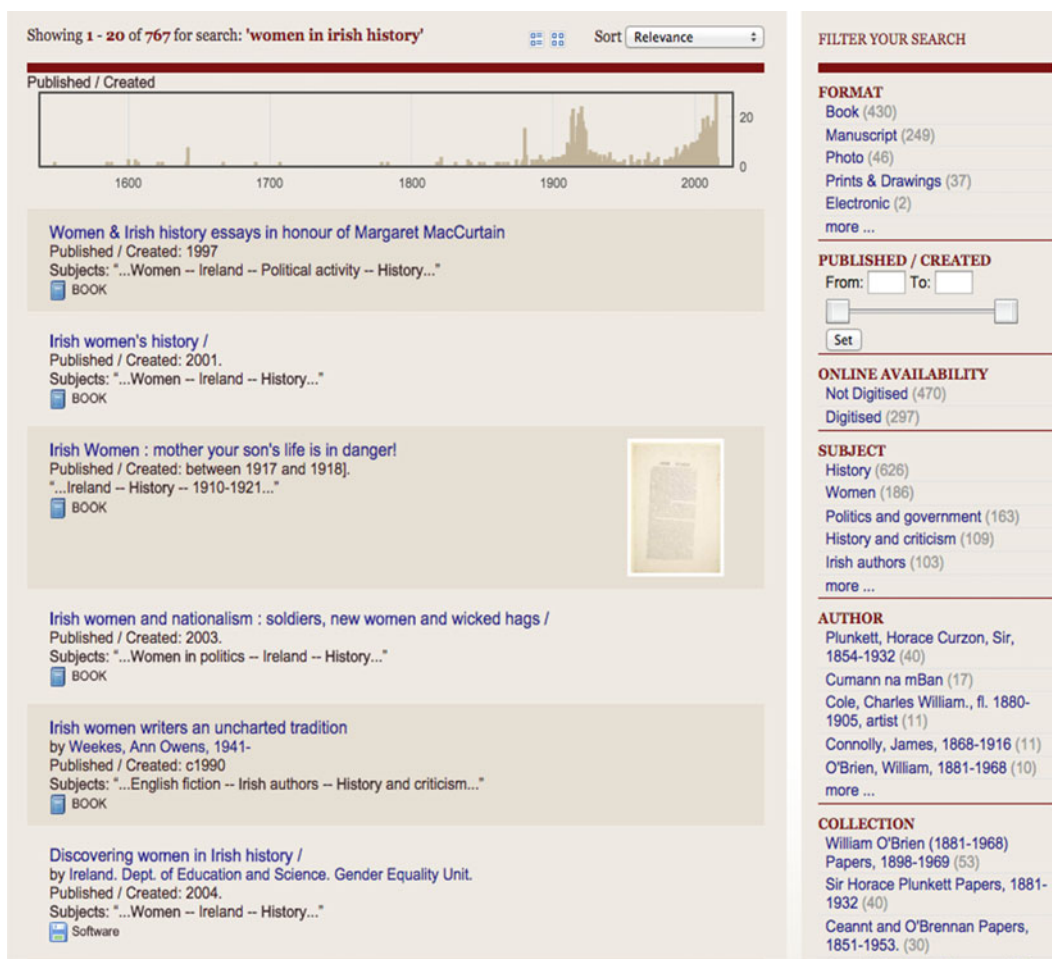 Showing 1 - 20 of 767 for search: 'women in irish history'
Sort Relevance
Published / Created
20
0
1600 1700 1800 1900 2000
Women & Irish history essays in honour of Margaret MacCurtain
Published / Created: 1997
Subjects: "...Women -- Ireland -- Political activity -- History..."
BOOK
Irish women's history /
Published / Created: 2001.
Subjects: "...Women -- Ireland -- History..."
BOOK
Irish Women : mother your son's life is in danger!
Published / Created: between 1917 and 1918].
"...Ireland -- History -- 1910-1921..."
BOOK
Irish women and nationalism : soldiers, new women and wicked hags /
Published / Created: 2003.
Subjects: "...Women in politics -- Ireland -- History..."
BOOK
Irish women writers an uncharted tradition
by Weekes, Ann Owens, 1941-
Published / Created: c1990
Subjects: "...English fiction -- Irish authors -- History and criticism..."
BOOK
Discovering women in Irish history /
by Ireland. Dept. of Education and Science. Gender Equality Unit.
Published / Created: 2004.
Subjects: "...Women -- Ireland -- History..."
Software
FILTER YOUR SEARCH
FORMAT
Book (430)
Manuscript (249)
Photo (46)
Prints & Drawings (37)
Electronic (2)
more ...
PUBLISHED / CREATED
From: To:
Set
ONLINE AVAILABILITY
Not Digitised (470)
Digitised (297)
SUBJECT
History (626)
Women (186)
Politics and government (163)
History and criticism (109)
Irish authors (103)
more ...
AUTHOR
Plunkett, Horace Curzon, Sir,
1854-1932 (40)
Cumann na mBan (17)
Cole, Charles William., fl. 1880-
1905, artist (11)
Connolly, James, 1868-1916 (11)
O'Brien, William, 1881-1968 (10)
more ...
COLLECTION
William O'Brien (1881-1968)
Papers, 1898-1969 (53)
Sir Horace Plunkett Papers, 1881-
1932 (40)
Ceannt and O'Brennan Papers,
1851-1953. (30)